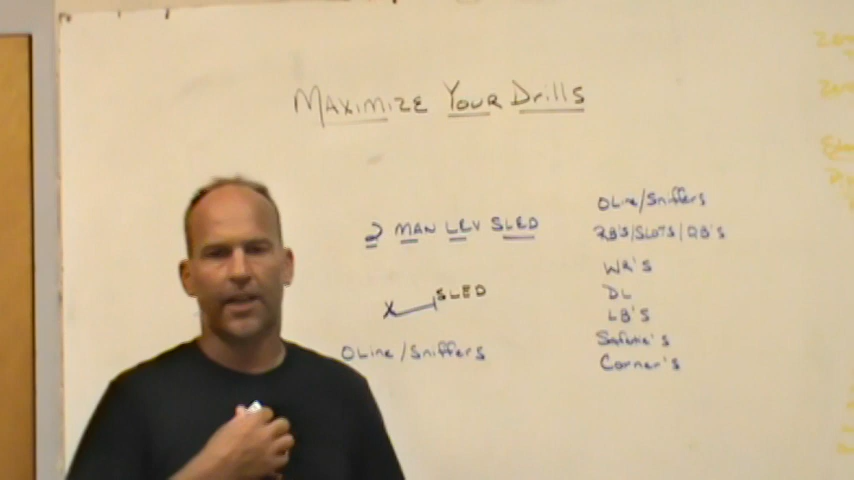 Maximize Your Drills
2 MAN LEV SLED
X SLED
OLine/Sniffers
OLine/Sniffers
RB'S/SLOTS/QB'S
WR'S
DL
LB'S
Safetie's
Corner's